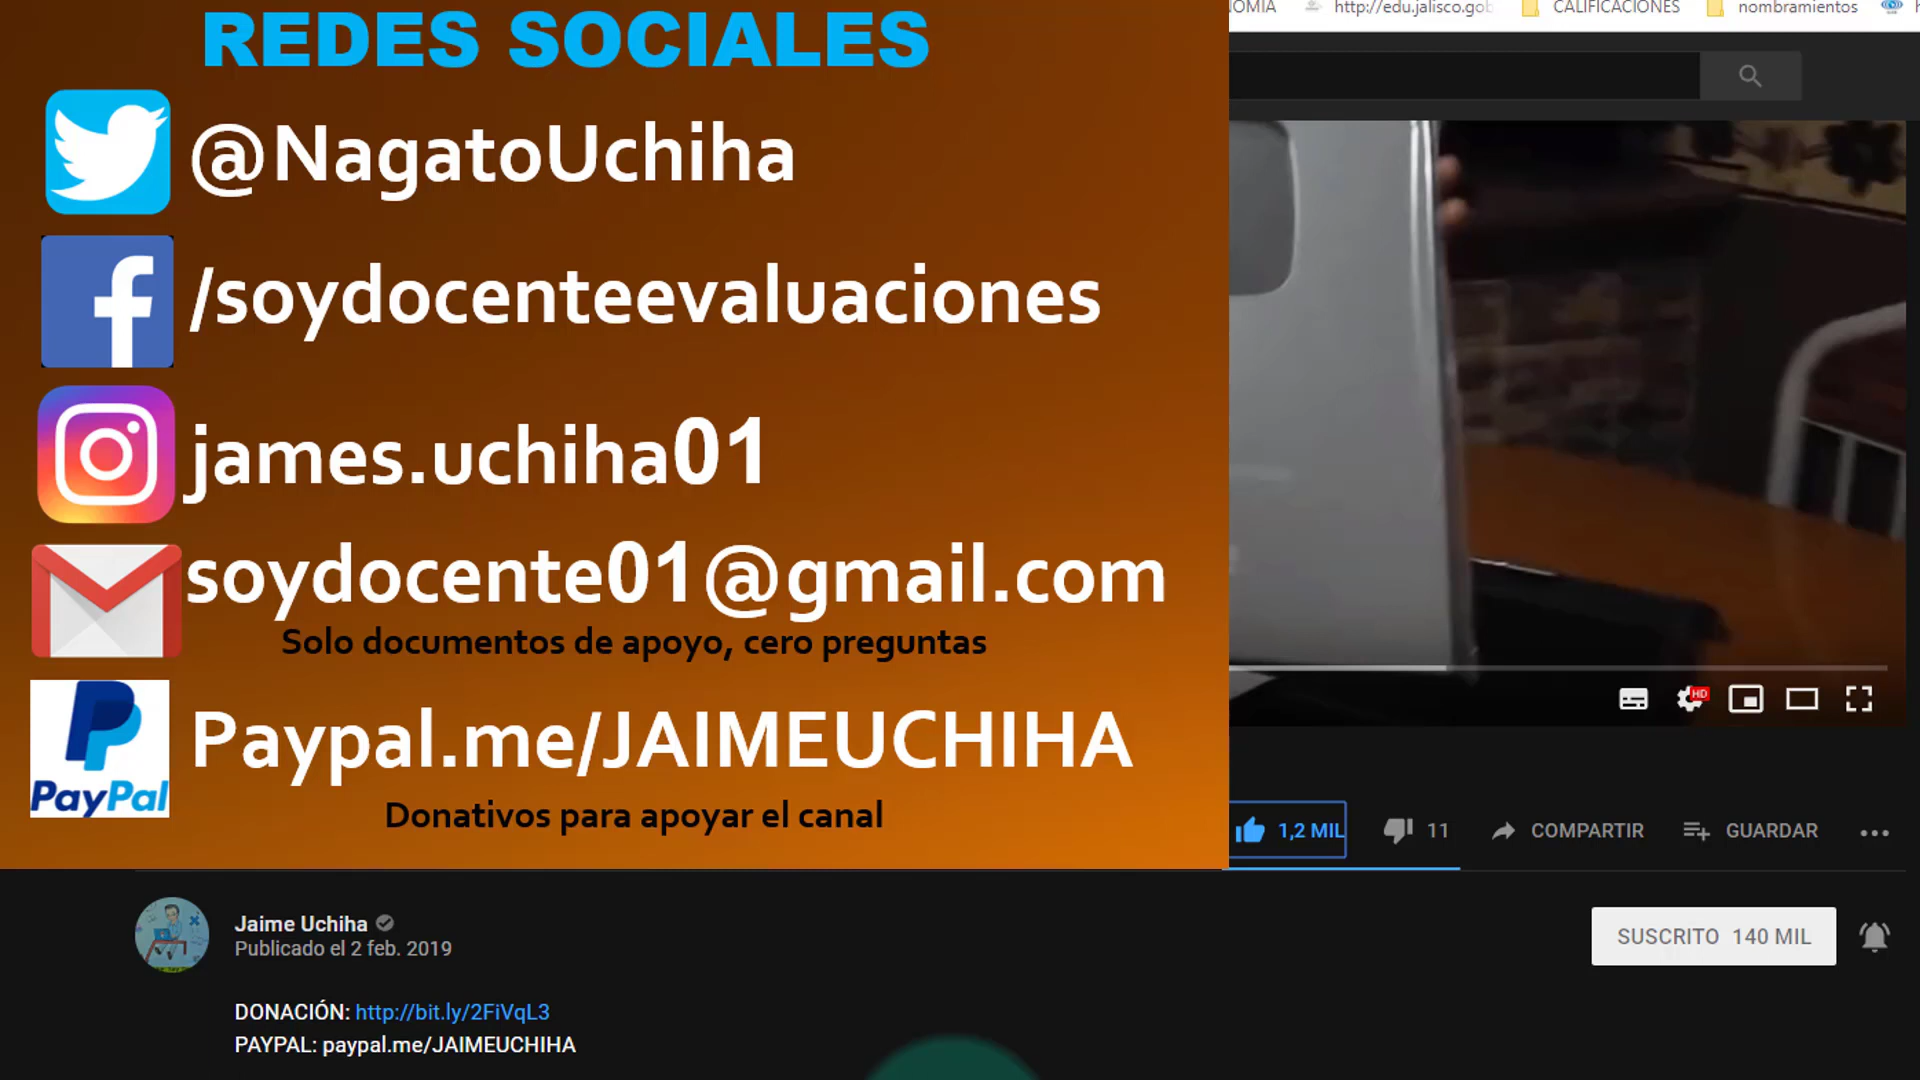 REDES SOCIALES
@NagatoUchiha
/soydocenteevaluaciones
james.uchiha01
soydocente01@gmail.com
Solo documentos de apoyo, cero preguntas
PayPal
Paypal.me/JAIMEUCHIHA
Donativos para apoyar el canal
http://edu.jalisco.gob
CALIFICACIONES
nombramientos
HD
1,2 MIL
11
COMPARTIR
GUARDAR
Jaime Uchiha
Publicado el 2 feb. 2019
SUSCRITO 140 MIL
DONACIÓN: http://bit.ly/2FiVqL3
PAYPAL: paypal.me/JAIMEUCHIHA